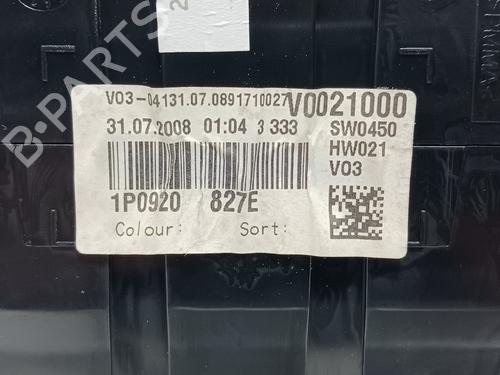 V03-04131.07.0891710027 V0021000
31.07.2008 01:04 3 333 SW0450
HW021
V03
1P0920 827E
Colour: Sort:
B-PARTS